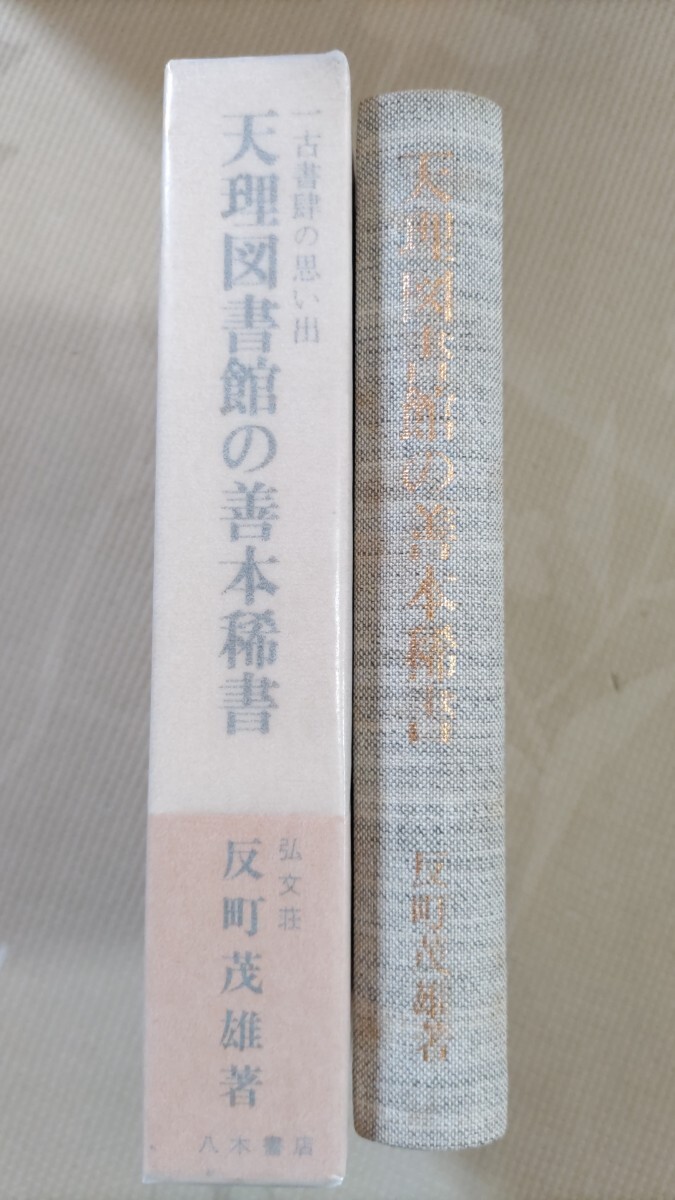 一古書肆の思い出
天理図書館の善本稀書
弘文荘
反町茂雄著
八木書店
天理図書館の善本稀書
反町茂雄著